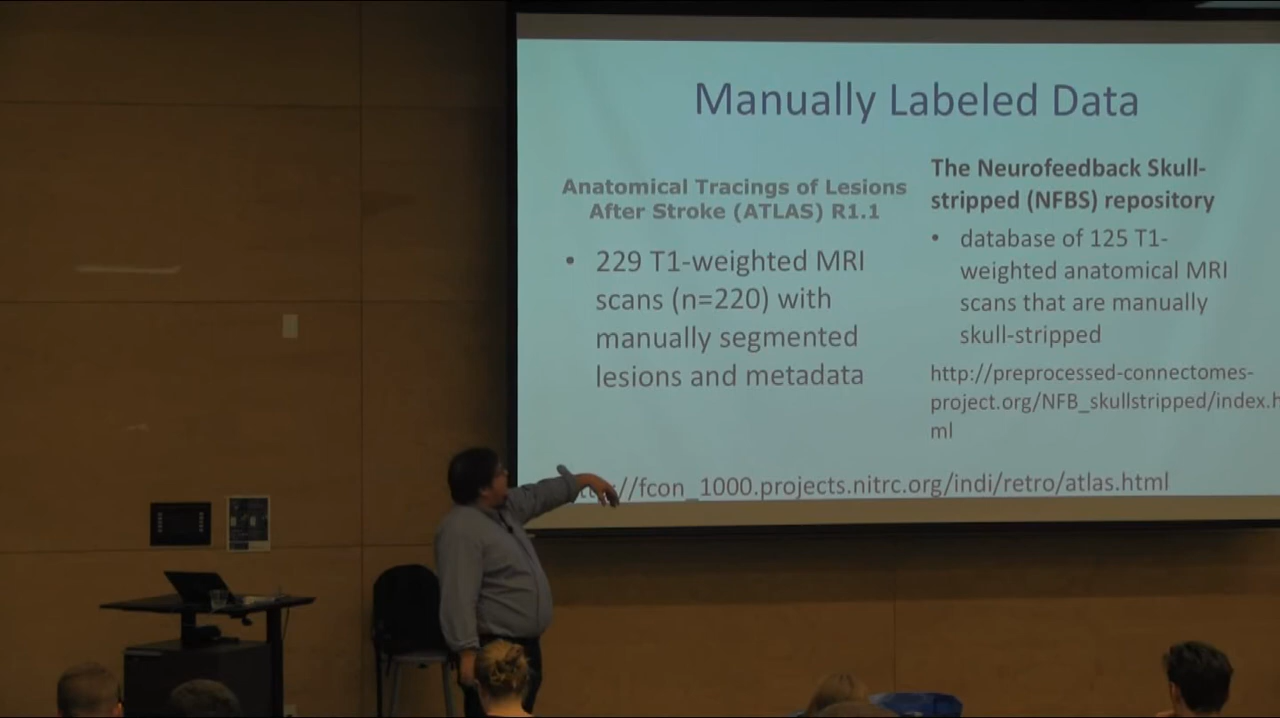 Manually Labeled Data
Anatomical Tracings of Lesions
After Stroke (ATLAS) R1.1
• 229 T1-weighted MRI
scans (n=220) with
manually segmented
lesions and metadata
The Neurofeedback Skull-
stripped (NFBS) repository
• database of 125 T1-
weighted anatomical MRI
scans that are manually
skull-stripped
http://preprocessed-connectomes-
project.org/NFB_skullstripped/index.h
ml
//fcon_1000.projects.nitrc.org/indi/retro/atlas.html